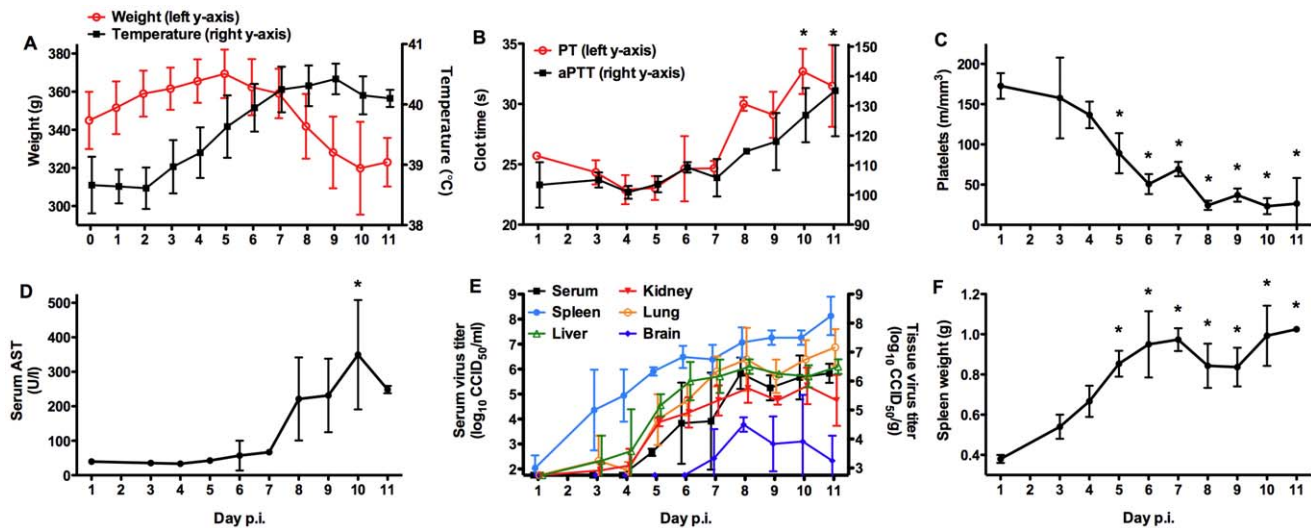 Weight (left y-axis)
Temperature (right y-axis)
A
Weight (g)
380
360
340
320
300
41
40
39
38
Temperature (°C)
0 1 2 3 4 5 6 7 8 9 10 11
B
PT (left y-axis)
aPTT (right y-axis)
Clot time (s)
35
30
25
20
150
140
130
120
110
100
90
* *
1 2 3 4 5 6 7 8 9 10 11
C
Platelets (m/mm³)
200
150
100
50
0
* * * * * * *
1 2 3 4 5 6 7 8 9 10 11
D
Serum AST
(U/l)
500
400
300
200
100
0
*
1 2 3 4 5 6 7 8 9 10 11
Day p.i.
E
Serum
Spleen
Liver
Kidney
Lung
Brain
Serum virus titer
(log₁₀ CCID₅₀/ml)
9
8
7
6
5
4
3
2
9
8
7
6
5
4
3
Tissue virus titer
(log₁₀ CCID₅₀/g)
1 2 3 4 5 6 7 8 9 10 11
Day p.i.
F
Spleen weight (g)
1.2
1.0
0.8
0.6
0.4
* * * * * * *
1 2 3 4 5 6 7 8 9 10 11
Day p.i.